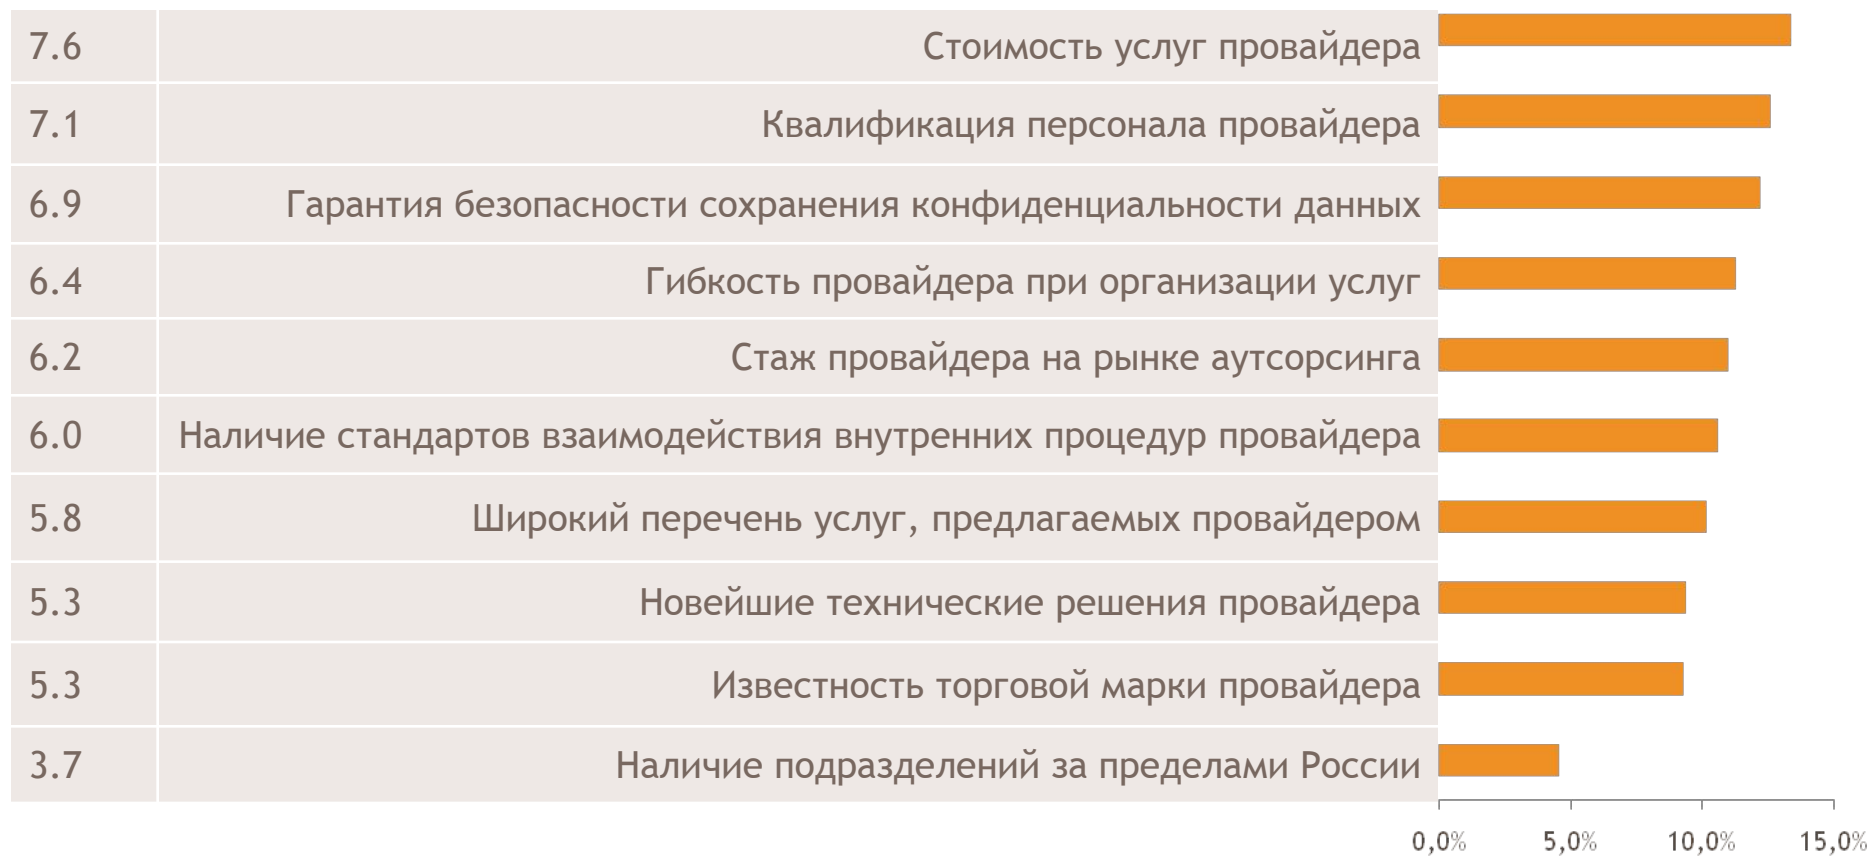 7.6 Стоимость услуг провайдера
7.1 Квалификация персонала провайдера
6.9 Гарантия безопасности сохранения конфиденциальности данных
6.4 Гибкость провайдера при организации услуг
6.2 Стаж провайдера на рынке аутсорсинга
6.0 Наличие стандартов взаимодействия внутренних процедур провайдера
5.8 Широкий перечень услуг, предлагаемых провайдером
5.3 Новейшие технические решения провайдера
5.3 Известность торговой марки провайдера
3.7 Наличие подразделений за пределами России
0,0% 5,0% 10,0% 15,0%